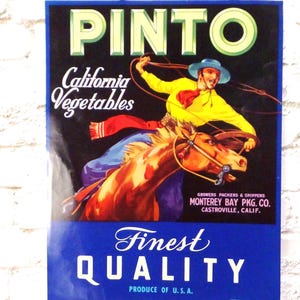 PINTO
California
Vegetables
GROWERS PACKERS & SHIPPERS
MONTEREY BAY PKG. CO.
CASTROVILLE, CALIF.
Finest
QUALITY
PRODUCE OF U.S.A.